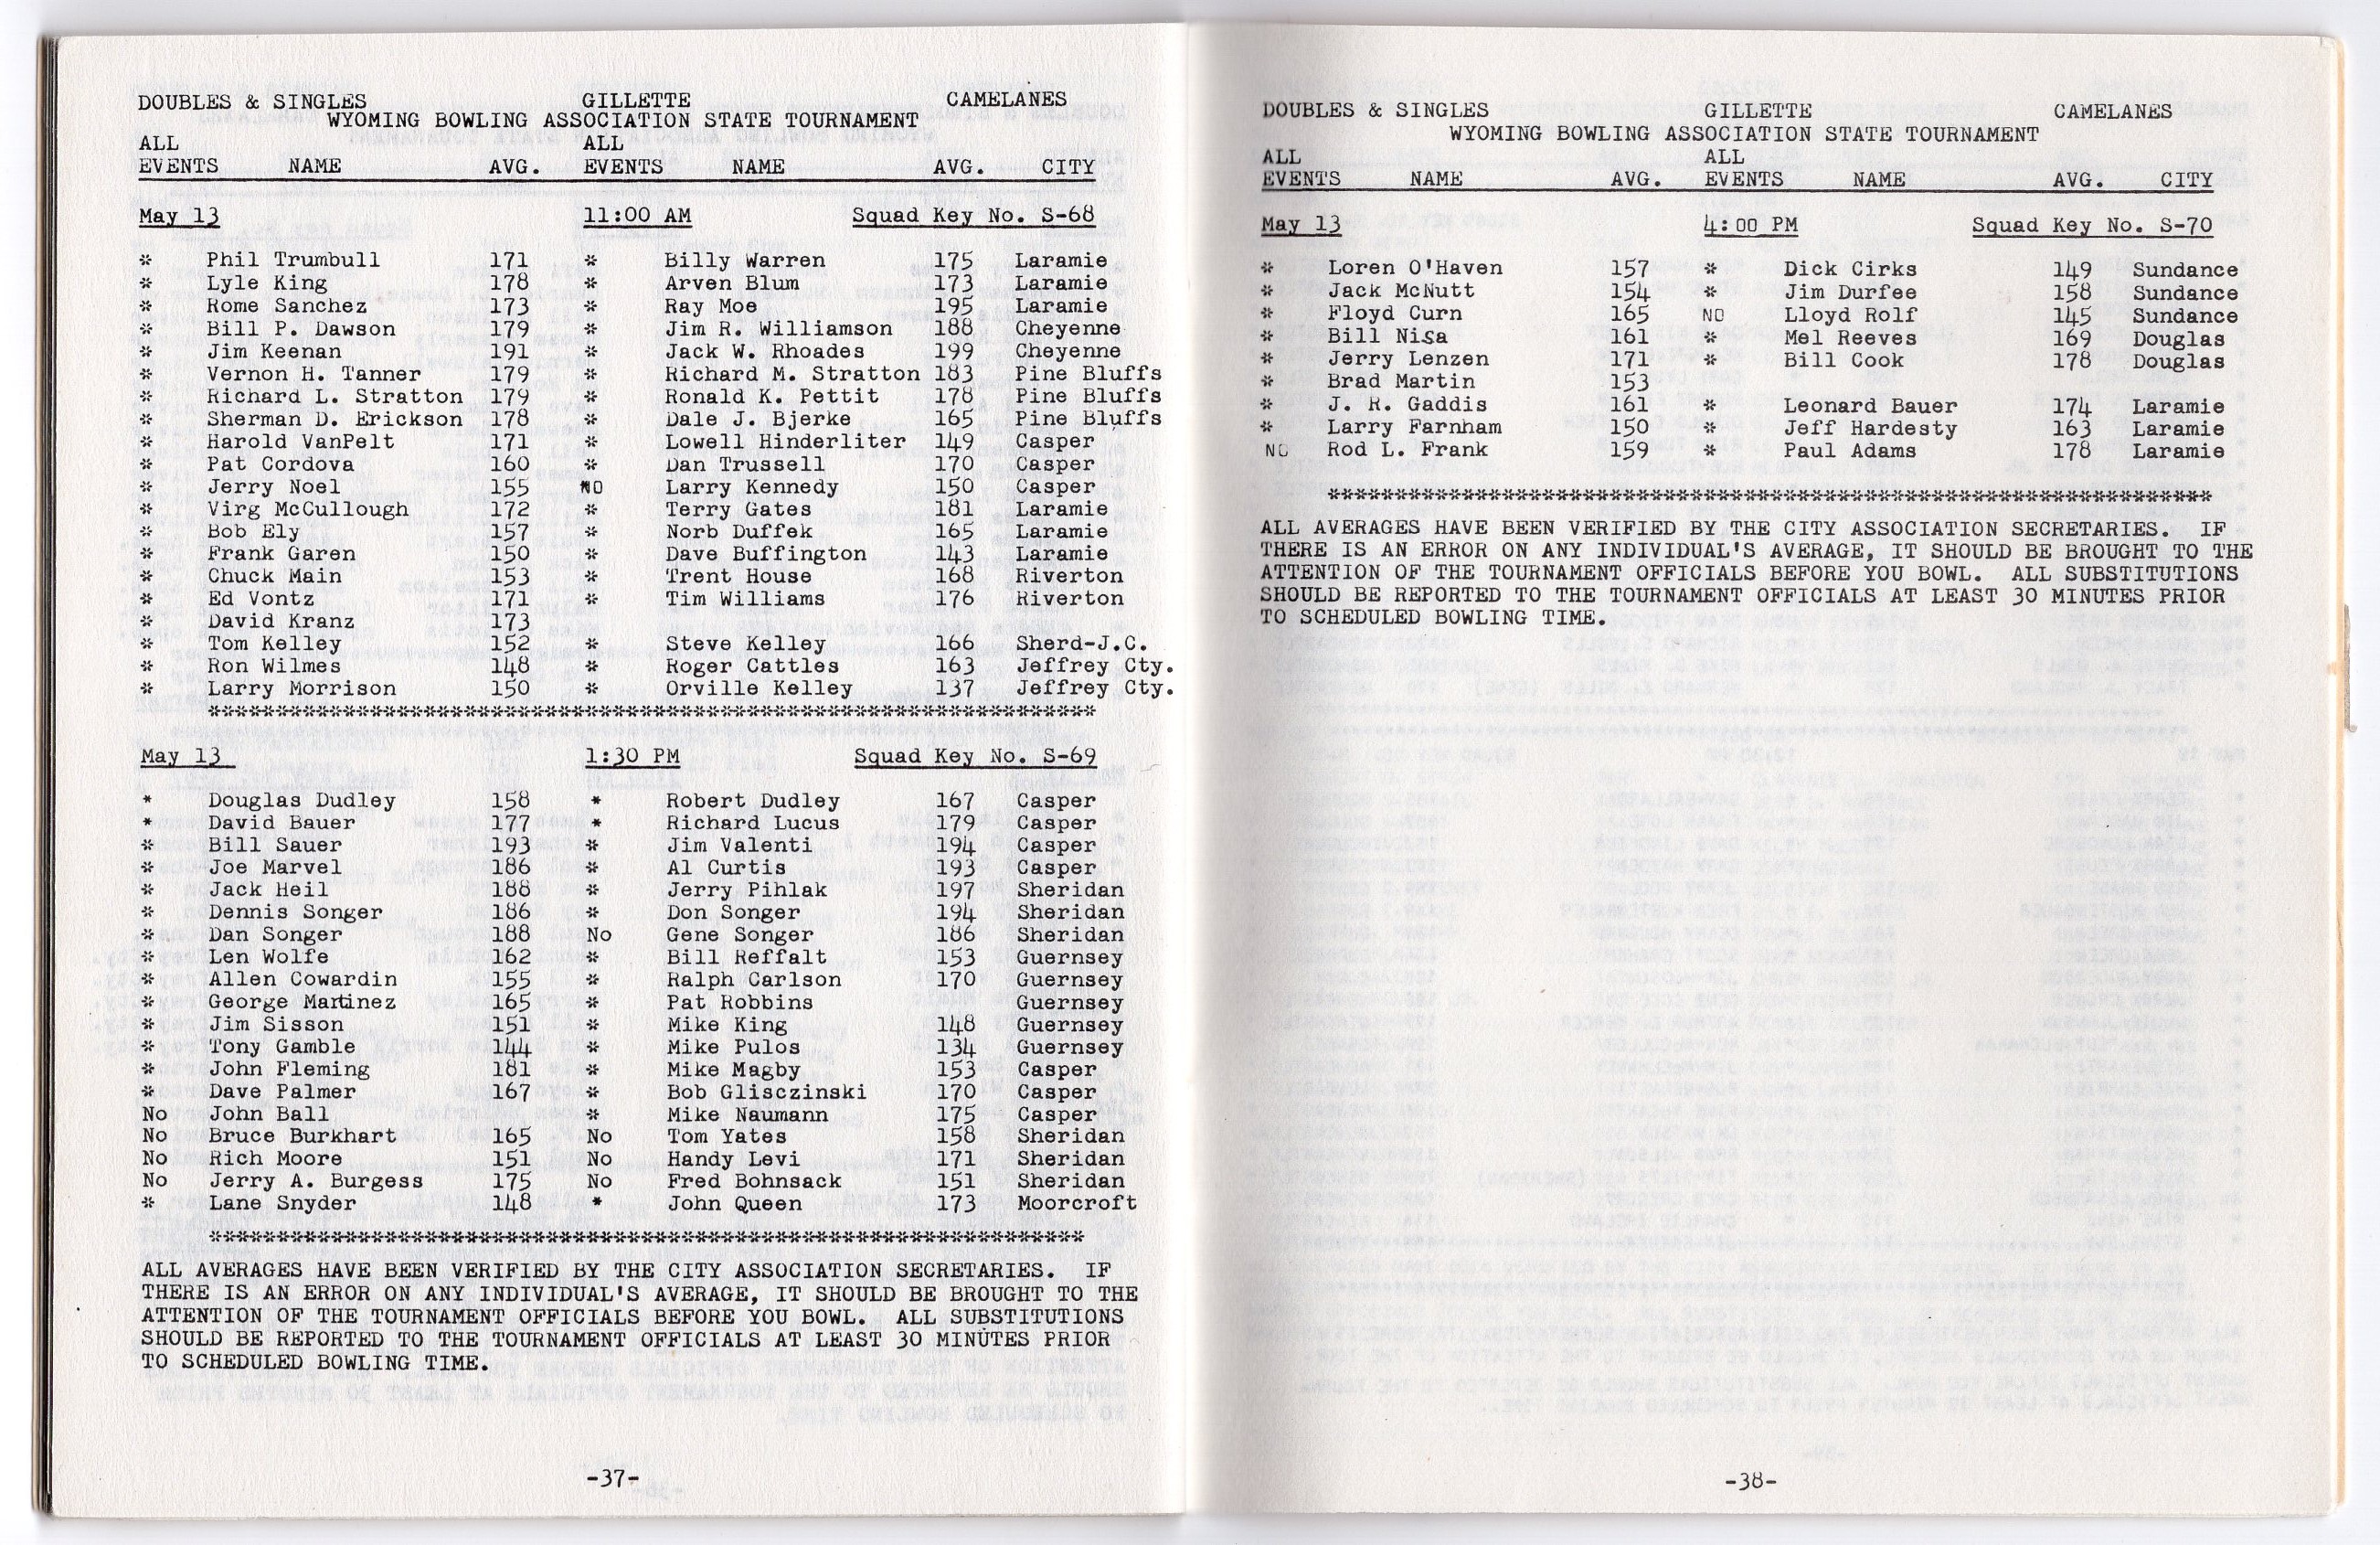 DOUBLES & SINGLES GILLETTE CAMELANES
WYOMING BOWLING ASSOCIATION STATE TOURNAMENT
ALL ALL
EVENTS NAME AVG. EVENTS NAME AVG. CITY
May 13 11:00 AM Squad Key No. S-68
* Phil Trumbull 171 * Billy Warren 175 Laramie
* Lyle King 178 * Arven Blum 173 Laramie
* Rome Sanchez 173 * Ray Moe 195 Laramie
* Bill P. Dawson 179 * Jim R. Williamson 188 Cheyenne
* Jim Keenan 191 * Jack W. Rhoades 199 Cheyenne
* Vernon H. Tanner 179 * Richard M. Stratton 183 Pine Bluffs
* Richard L. Stratton 179 * Ronald K. Pettit 178 Pine Bluffs
* Sherman D. Erickson 178 * Dale J. Bjerke 165 Pine Bluffs
* Harold VanPelt 171 * Lowell Hinderliter 149 Casper
* Pat Cordova 160 * Dan Trussell 170 Casper
* Jerry Noel 155 NO Larry Kennedy 150 Casper
* Virg McCullough 172 * Terry Gates 181 Laramie
* Bob Ely 157 * Norb Duffek 165 Laramie
* Frank Garen 150 * Dave Buffington 143 Laramie
* Chuck Main 153 * Trent House 168 Riverton
* Ed Vontz 171 * Tim Williams 176 Riverton
* David Kranz 173
* Tom Kelley 152 * Steve Kelley 166 Sherd-J.C.
* Ron Wilmes 148 * Roger Cattles 163 Jeffrey Cty.
* Larry Morrison 150 * Orville Kelley 137 Jeffrey Cty.
******************************************************************
May 13 1:30 PM Squad Key No. S-69
* Douglas Dudley 158 * Robert Dudley 167 Casper
* David Bauer 177 * Richard Lucus 179 Casper
* Bill Sauer 193 * Jim Valenti 194 Casper
* Joe Marvel 186 * Al Curtis 193 Casper
* Jack Heil 188 * Jerry Pihlak 197 Sheridan
* Dennis Songer 186 * Don Songer 194 Sheridan
* Dan Songer 188 No Gene Songer 186 Sheridan
* Len Wolfe 162 * Bill Reffalt 153 Guernsey
* Allen Cowardin 155 * Ralph Carlson 170 Guernsey
* George Martinez 165 * Pat Robbins Guernsey
* Jim Sisson 151 * Mike King 148 Guernsey
* Tony Gamble 144 * Mike Pulos 134 Guernsey
* John Fleming 181 * Mike Magby 153 Casper
* Dave Palmer 167 * Bob Glisczinski 170 Casper
No John Ball * Mike Naumann 175 Casper
No Bruce Burkhart 165 No Tom Yates 158 Sheridan
No Rich Moore 151 No Handy Levi 171 Sheridan
No Jerry A. Burgess 175 No Fred Bohnsack 151 Sheridan
* Lane Snyder 148 * John Queen 173 Moorcroft
*****************************************************************
ALL AVERAGES HAVE BEEN VERIFIED BY THE CITY ASSOCIATION SECRETARIES. IF
THERE IS AN ERROR ON ANY INDIVIDUAL'S AVERAGE, IT SHOULD BE BROUGHT TO THE
ATTENTION OF THE TOURNAMENT OFFICIALS BEFORE YOU BOWL. ALL SUBSTITUTIONS
SHOULD BE REPORTED TO THE TOURNAMENT OFFICIALS AT LEAST 30 MINUTES PRIOR
TO SCHEDULED BOWLING TIME.
-37-
DOUBLES & SINGLES GILLETTE CAMELANES
WYOMING BOWLING ASSOCIATION STATE TOURNAMENT
ALL ALL
EVENTS NAME AVG. EVENTS NAME AVG. CITY
May 13 4:00 PM Squad Key No. S-70
* Loren O'Haven 157 * Dick Cirks 149 Sundance
* Jack McNutt 154 * Jim Durfee 158 Sundance
* Floyd Curn 165 NO Lloyd Rolf 145 Sundance
* Bill Nisa 161 * Mel Reeves 169 Douglas
* Jerry Lenzen 171 * Bill Cook 178 Douglas
* Brad Martin 153
* J. R. Gaddis 161 * Leonard Bauer 174 Laramie
* Larry Farnham 150 * Jeff Hardesty 163 Laramie
NO Rod L. Frank 159 * Paul Adams 178 Laramie
******************************************************************
ALL AVERAGES HAVE BEEN VERIFIED BY THE CITY ASSOCIATION SECRETARIES. IF
THERE IS AN ERROR ON ANY INDIVIDUAL'S AVERAGE, IT SHOULD BE BROUGHT TO THE
ATTENTION OF THE TOURNAMENT OFFICIALS BEFORE YOU BOWL. ALL SUBSTITUTIONS
SHOULD BE REPORTED TO THE TOURNAMENT OFFICIALS AT LEAST 30 MINUTES PRIOR
TO SCHEDULED BOWLING TIME.
-38-